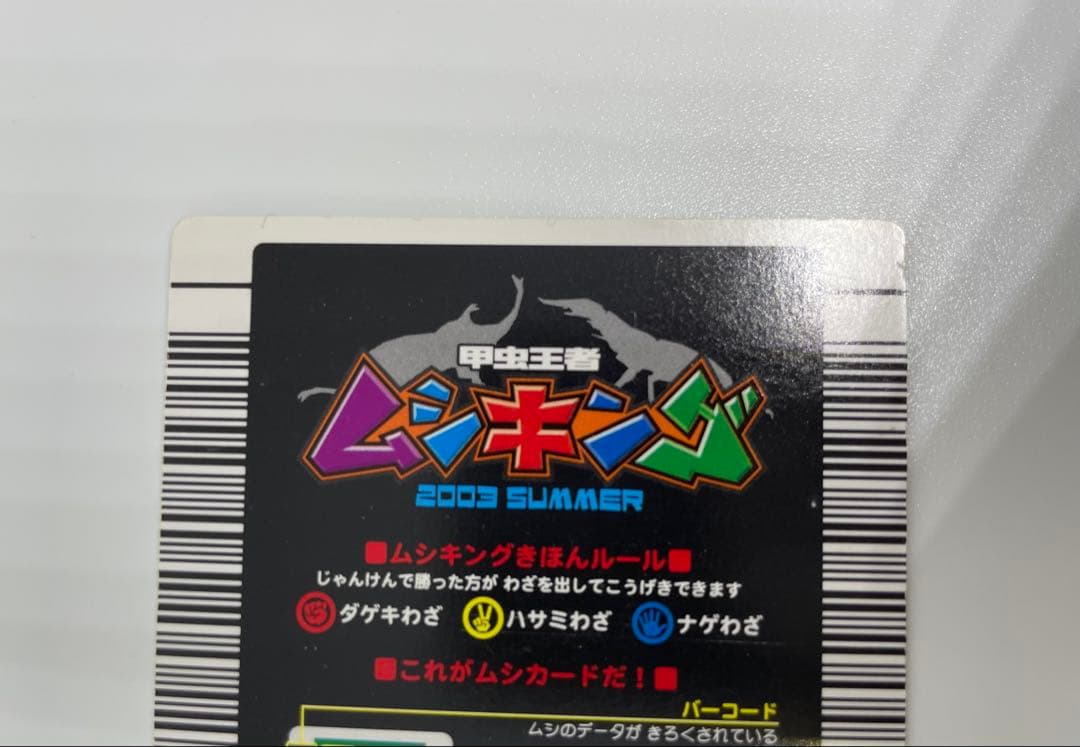 甲虫王者
ムシキング
2003 SUMMER
■ムシキングきほんルール■
じゃんけんで勝った方が わざを出してこうげきできます
ダゲキわざ ハサミわざ ナゲわざ
■これがムシカードだ！■
バーコード
ムシのデータが きろくされている